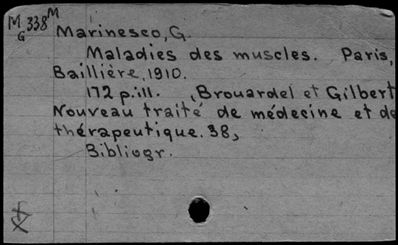 M 338 M
G
Marinesco, G.
Maladies des muscles. Paris,
Baillière, 1910.
172 p. ill. (Brouardel et Gilbert
Nouveau traité de médecine et de
thérapeutique. 38,
Bibliogr.